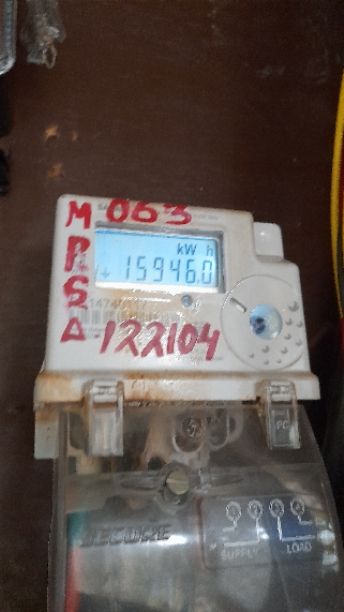 M 063
P
S
A
kW h
/+ 15946.0
122104
SECURE
SUPPLY LOAD